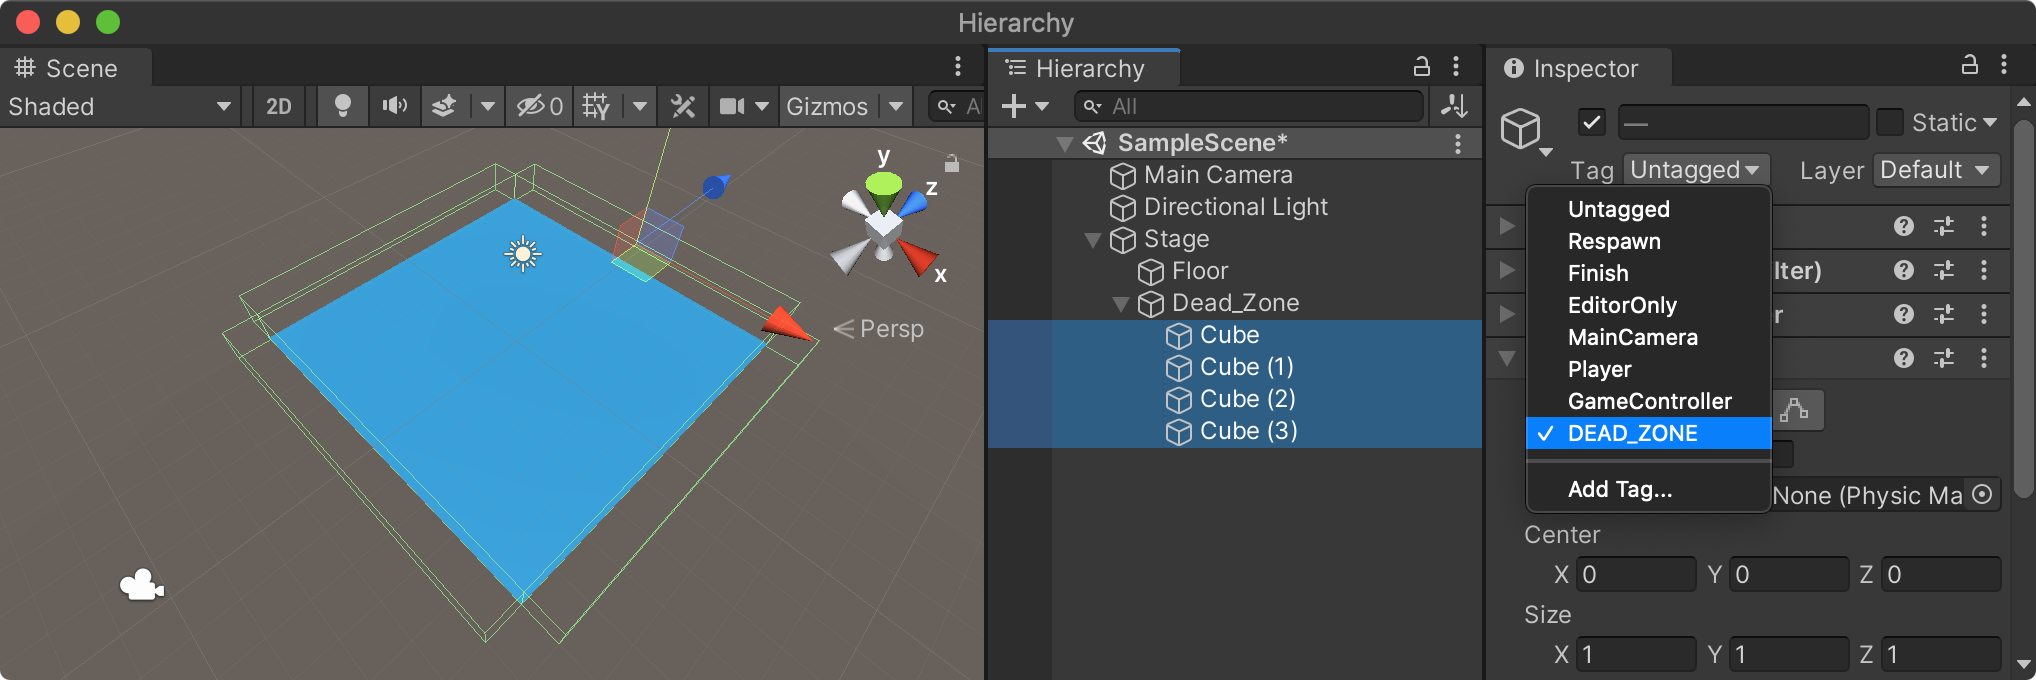 Hierarchy
Scene
Shaded
2D
0
Gizmos
All
y
z
x
Persp
Hierarchy
All
SampleScene*
Main Camera
Directional Light
Stage
Floor
Dead_Zone
Cube
Cube (1)
Cube (2)
Cube (3)
Inspector
—
Static
Tag Untagged
Layer Default
Untagged
Respawn
Finish
EditorOnly
MainCamera
Player
GameController
DEAD_ZONE
Add Tag...
lter)
r
None (Physic Ma
Center
X 0 Y 0 Z 0
Size
X 1 Y 1 Z 1